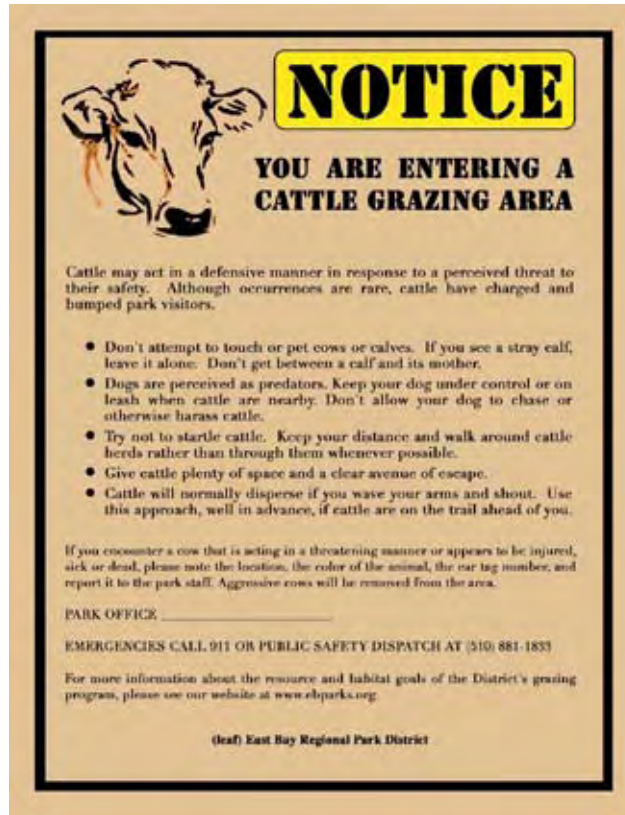 NOTICE
YOU ARE ENTERING A
CATTLE GRAZING AREA
Cattle may act in a defensive manner in response to a perceived threat to
their safety. Although occurrences are rare, cattle have charged and
bumped park visitors.
● Don't attempt to touch or pet cows or calves. If you see a stray calf,
leave it alone. Don't get between a calf and its mother.
● Dogs are perceived as predators. Keep your dog under control or on
leash when cattle are nearby. Don't allow your dog to chase or
otherwise harass cattle.
● Try not to startle cattle. Keep your distance and walk around cattle
herds rather than through them whenever possible.
● Give cattle plenty of space and a clear avenue of escape.
● Cattle will normally disperse if you wave your arms and shout. Use
this approach, well in advance, if cattle are on the trail ahead of you.
If you encounter a cow that is acting in a threatening manner or appears to be injured,
sick or dead, please note the location, the color of the animal, the ear tag number, and
report it to the park staff. Aggressive cows will be removed from the area.
PARK OFFICE ____________________
EMERGENCIES CALL 911 OR PUBLIC SAFETY DISPATCH AT (510) 881-1833
For more information about the resource and habitat goals of the District's grazing
program, please see our website at www.ebparks.org
(leaf) East Bay Regional Park District